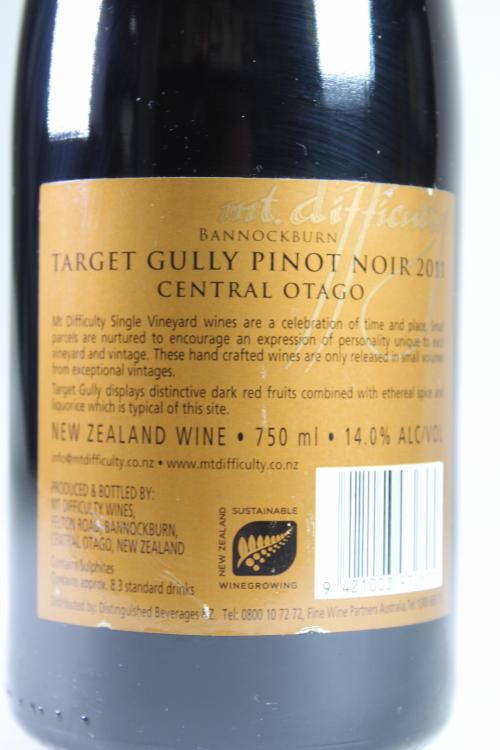 mt. difficulty
BANNOCKBURN
TARGET GULLY PINOT NOIR 2011
CENTRAL OTAGO
Mt Difficulty Single Vineyard wines are a celebration of time and place. Small
parcels are nurtured to encourage an expression of personality unique to each
vineyard and vintage. These hand crafted wines are only released in small volumes
from exceptional vintages.
Target Gully displays distinctive dark red fruits combined with ethereal spice and
liquorice which is typical of this site.
NEW ZEALAND WINE • 750 ml • 14.0% ALC/VOL
info@mtdifficulty.co.nz • www.mtdifficulty.co.nz
PRODUCED & BOTTLED BY:
MT DIFFICULTY WINES,
FELTON ROAD, BANNOCKBURN,
CENTRAL OTAGO, NEW ZEALAND
Contains Sulphites
Contains approx. 8.3 standard drinks
NEW ZEALAND
SUSTAINABLE
WINEGROWING
Distributed by: Distinguished Beverages NZ. Tel: 0800 10 72 72, Fine Wine Partners Australia, Tel: